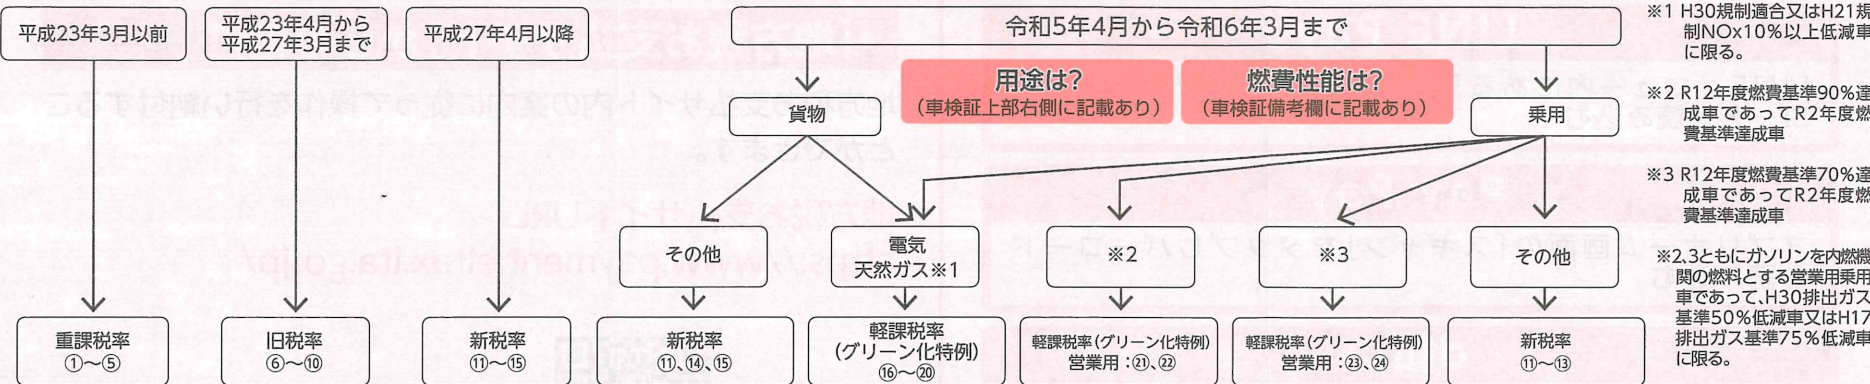 平成23年3月以前
平成23年4月から
平成27年3月まで
平成27年4月以降
令和5年4月から令和6年3月まで
用途は?
(車検証上部右側に記載あり)
燃費性能は?
(車検証備考欄に記載あり)
貨物
乗用
その他
電気
天然ガス※1
※2
※3
その他
重課税率
①~⑤
旧税率
⑥~⑩
新税率
⑪~⑮
新税率
⑪、⑭、⑮
軽課税率
(グリーン化特例)
⑯~⑳
軽課税率(グリーン化特例)
営業用:㉑、㉒
軽課税率(グリーン化特例)
営業用:㉓、㉔
新税率
⑪~⑬
※1 H30規制適合又はH21規
制NOx10%以上低減車
に限る。
※2 R12年度燃費基準90%達
成車であってR2年度燃
費基準達成車
※3 R12年度燃費基準70%達
成車であってR2年度燃
費基準達成車
※2,3ともにガソリンを内燃機
関の燃料とする営業用乗用
車であって、H30排出ガス
基準50%低減車又はH17
排出ガス基準75%低減車
に限る。